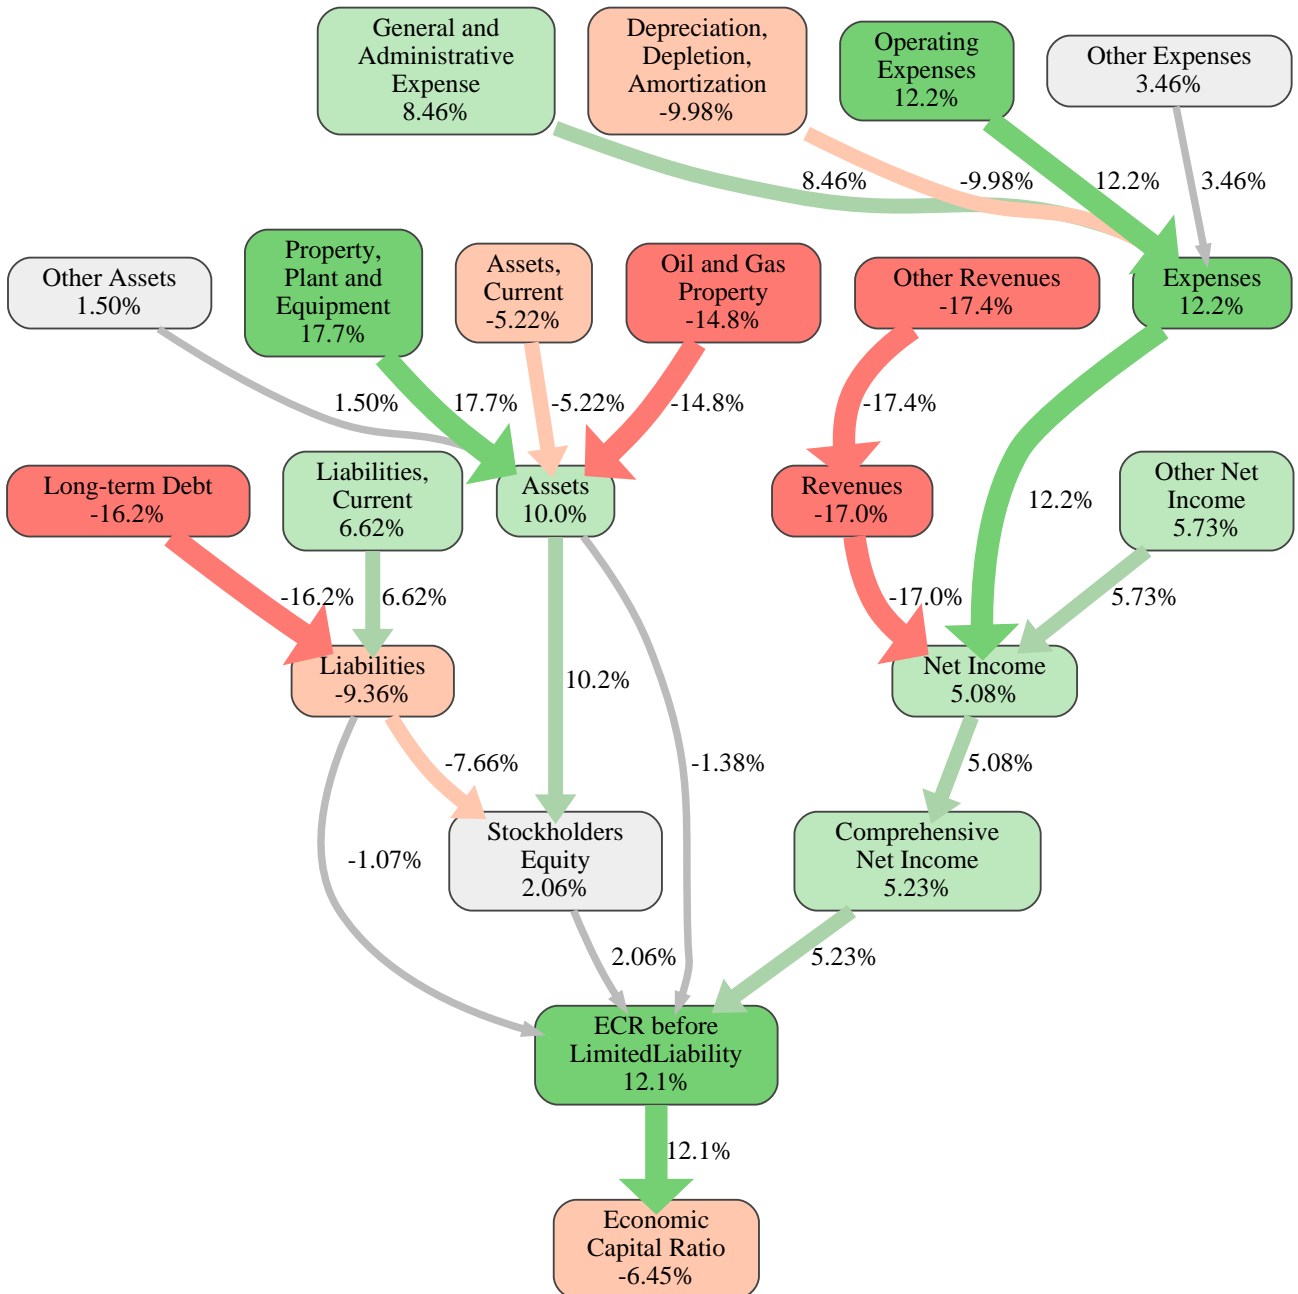 General and
Administrative
Expense
8.46%
Depreciation,
Depletion,
Amortization
-9.98%
Operating
Expenses
12.2%
Other Expenses
3.46%
8.46%
-9.98%
12.2%
3.46%
Other Assets
1.50%
Property,
Plant and
Equipment
17.7%
Assets,
Current
-5.22%
Oil and Gas
Property
-14.8%
Other Revenues
-17.4%
Expenses
12.2%
1.50%
17.7%
-5.22%
-14.8%
-17.4%
Long-term Debt
-16.2%
Liabilities,
Current
6.62%
Assets
10.0%
Revenues
-17.0%
12.2%
Other Net
Income
5.73%
-16.2%
6.62%
-17.0%
5.73%
Liabilities
-9.36%
10.2%
Net Income
5.08%
-7.66%
-1.38%
5.08%
-1.07%
Stockholders
Equity
2.06%
Comprehensive
Net Income
5.23%
2.06%
5.23%
ECR before
LimitedLiability
12.1%
12.1%
Economic
Capital Ratio
-6.45%